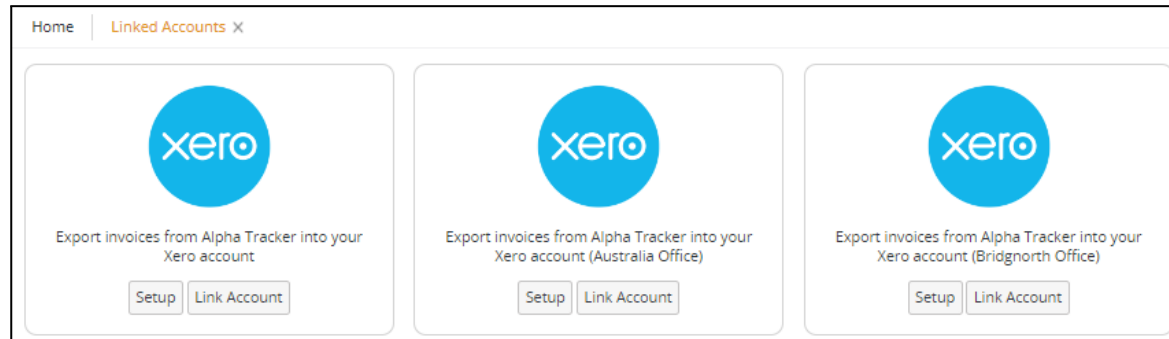 Home Linked Accounts X
xero xero xero
Export invoices from Alpha Tracker into your
Xero account
Setup Link Account
Export invoices from Alpha Tracker into your
Xero account (Australia Office)
Setup Link Account
Export invoices from Alpha Tracker into your
Xero account (Bridgnorth Office)
Setup Link Account